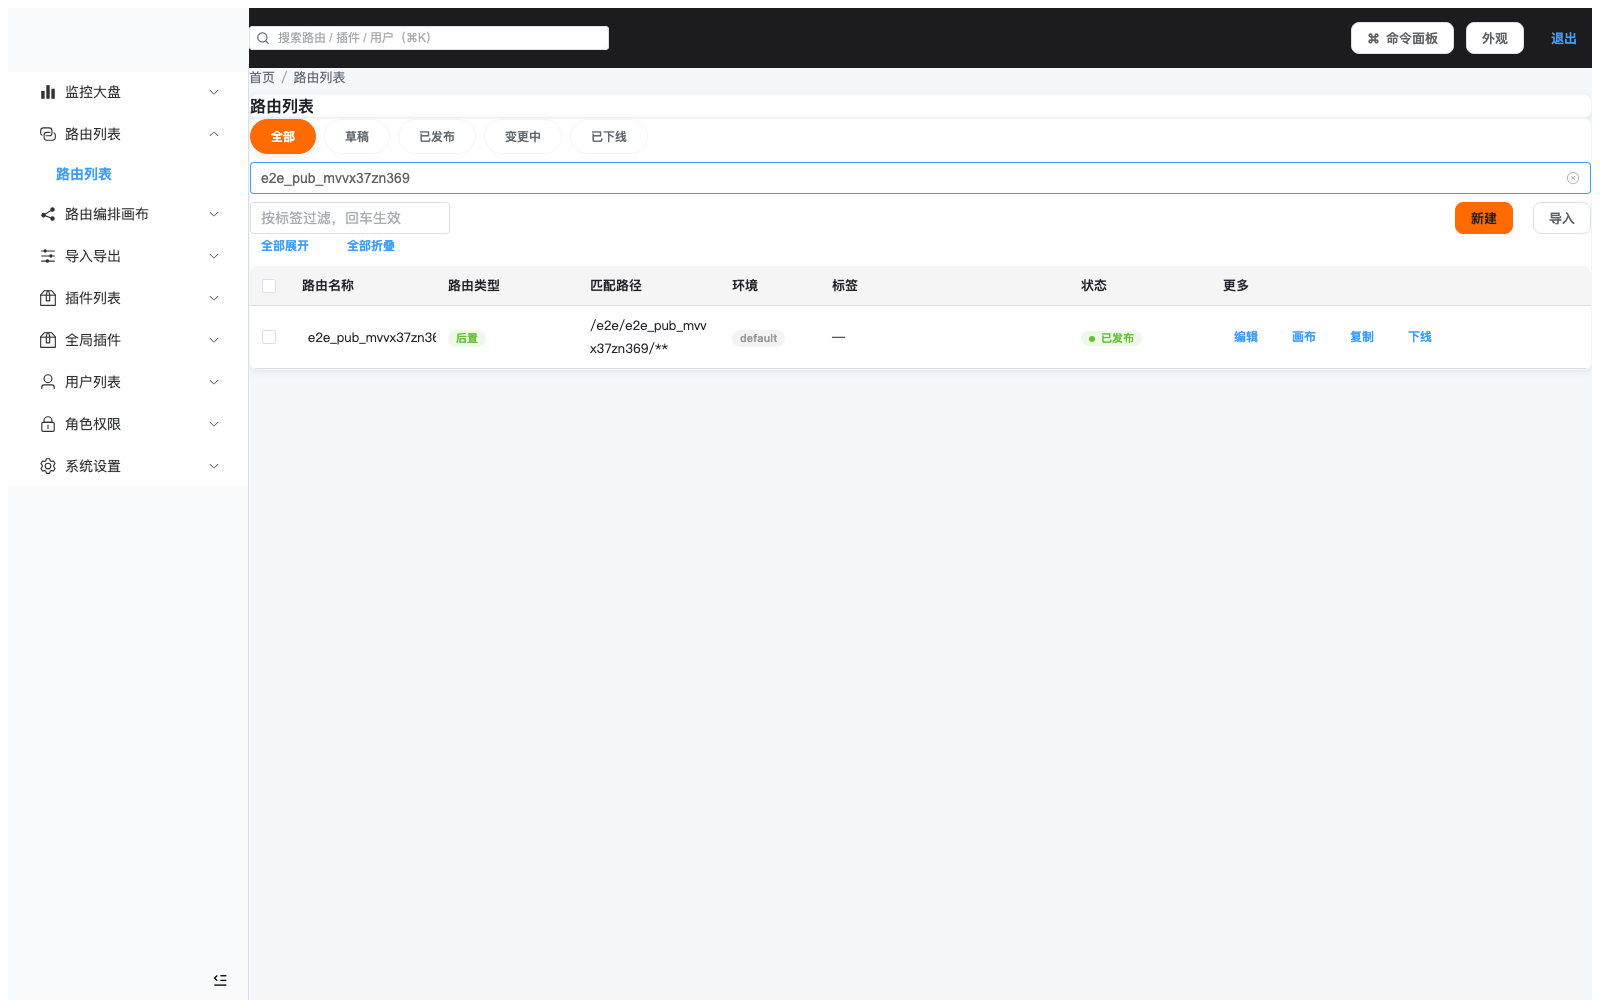 搜索路由 / 插件 / 用户（⌘K）
⌘ 命令面板
外观
退出
监控大盘
路由列表
路由列表
路由编排画布
导入导出
插件列表
全局插件
用户列表
角色权限
系统设置
首页 / 路由列表
路由列表
全部 草稿 已发布 变更中 已下线
e2e_pub_mvvx37zn369
按标签过滤，回车生效
新建 导入
全部展开 全部折叠
路由名称 路由类型 匹配路径 环境 标签 状态 更多
e2e_pub_mvvx37zn36 后置 /e2e/e2e_pub_mvv default — 已发布 编辑 画布 复制 下线
x37zn369/**